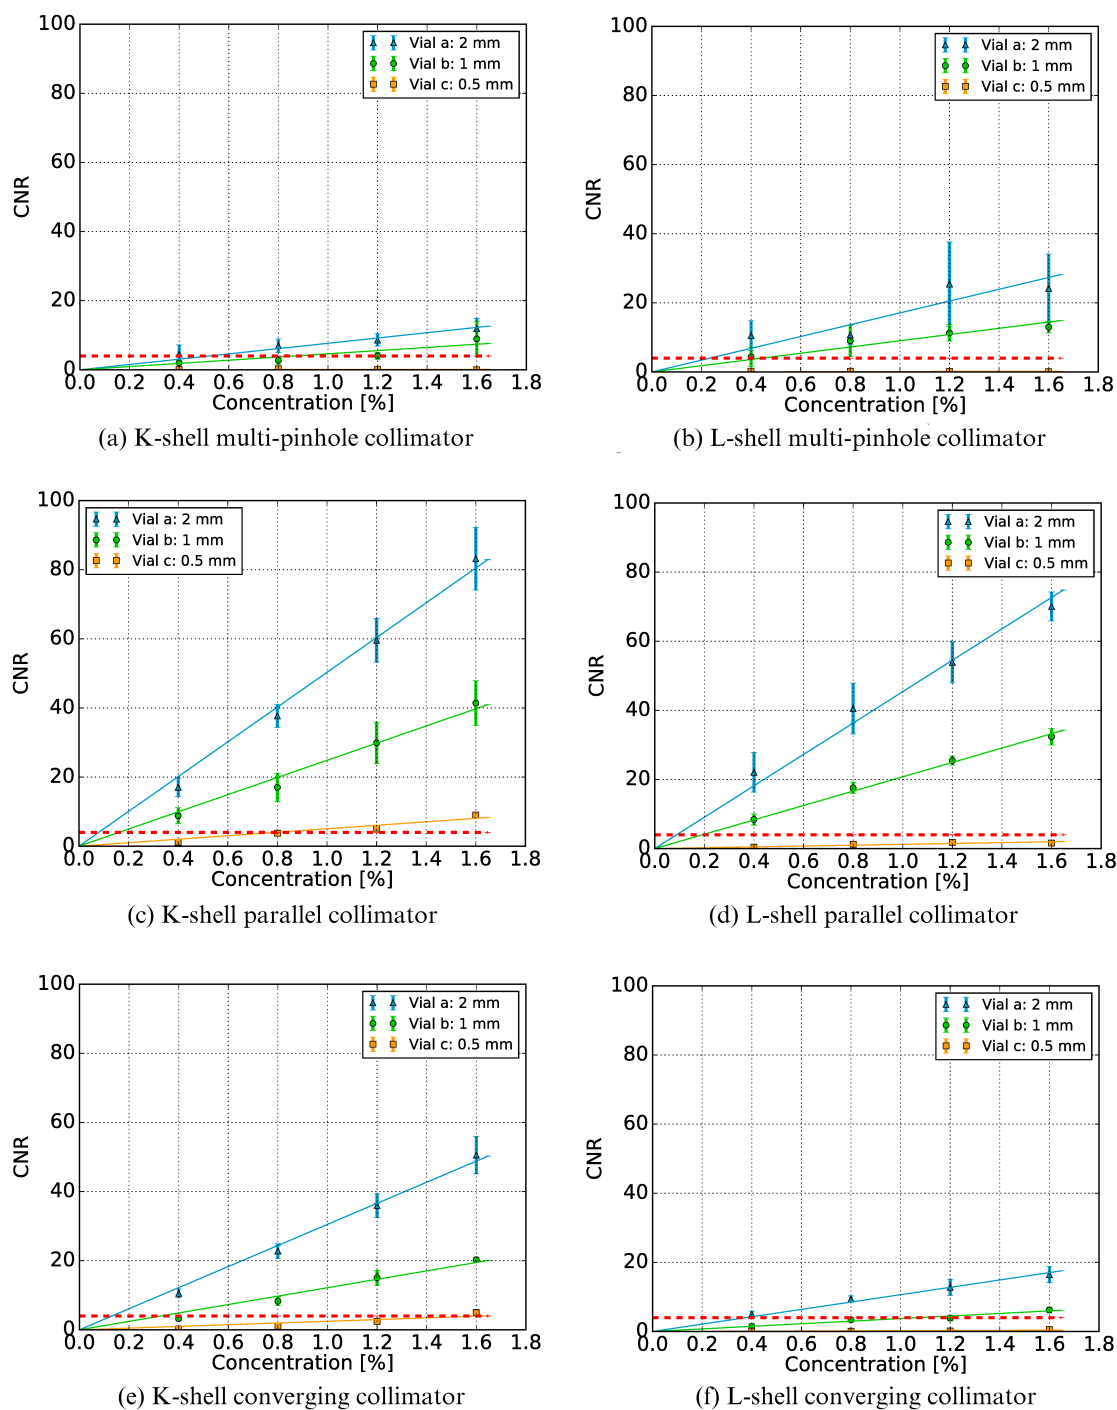 100
80
60
40
20
0
CNR
Vial a: 2 mm
Vial b: 1 mm
Vial c: 0.5 mm
0.0 0.2 0.4 0.6 0.8 1.0 1.2 1.4 1.6 1.8
Concentration [%]
(a) K-shell multi-pinhole collimator
100
80
60
40
20
0
CNR
Vial a: 2 mm
Vial b: 1 mm
Vial c: 0.5 mm
0.0 0.2 0.4 0.6 0.8 1.0 1.2 1.4 1.6 1.8
Concentration [%]
(b) L-shell multi-pinhole collimator
100
80
60
40
20
0
CNR
Vial a: 2 mm
Vial b: 1 mm
Vial c: 0.5 mm
0.0 0.2 0.4 0.6 0.8 1.0 1.2 1.4 1.6 1.8
Concentration [%]
(c) K-shell parallel collimator
100
80
60
40
20
0
CNR
Vial a: 2 mm
Vial b: 1 mm
Vial c: 0.5 mm
0.0 0.2 0.4 0.6 0.8 1.0 1.2 1.4 1.6 1.8
Concentration [%]
(d) L-shell parallel collimator
100
80
60
40
20
0
CNR
Vial a: 2 mm
Vial b: 1 mm
Vial c: 0.5 mm
0.0 0.2 0.4 0.6 0.8 1.0 1.2 1.4 1.6 1.8
Concentration [%]
(e) K-shell converging collimator
100
80
60
40
20
0
CNR
Vial a: 2 mm
Vial b: 1 mm
Vial c: 0.5 mm
0.0 0.2 0.4 0.6 0.8 1.0 1.2 1.4 1.6 1.8
Concentration [%]
(f) L-shell converging collimator